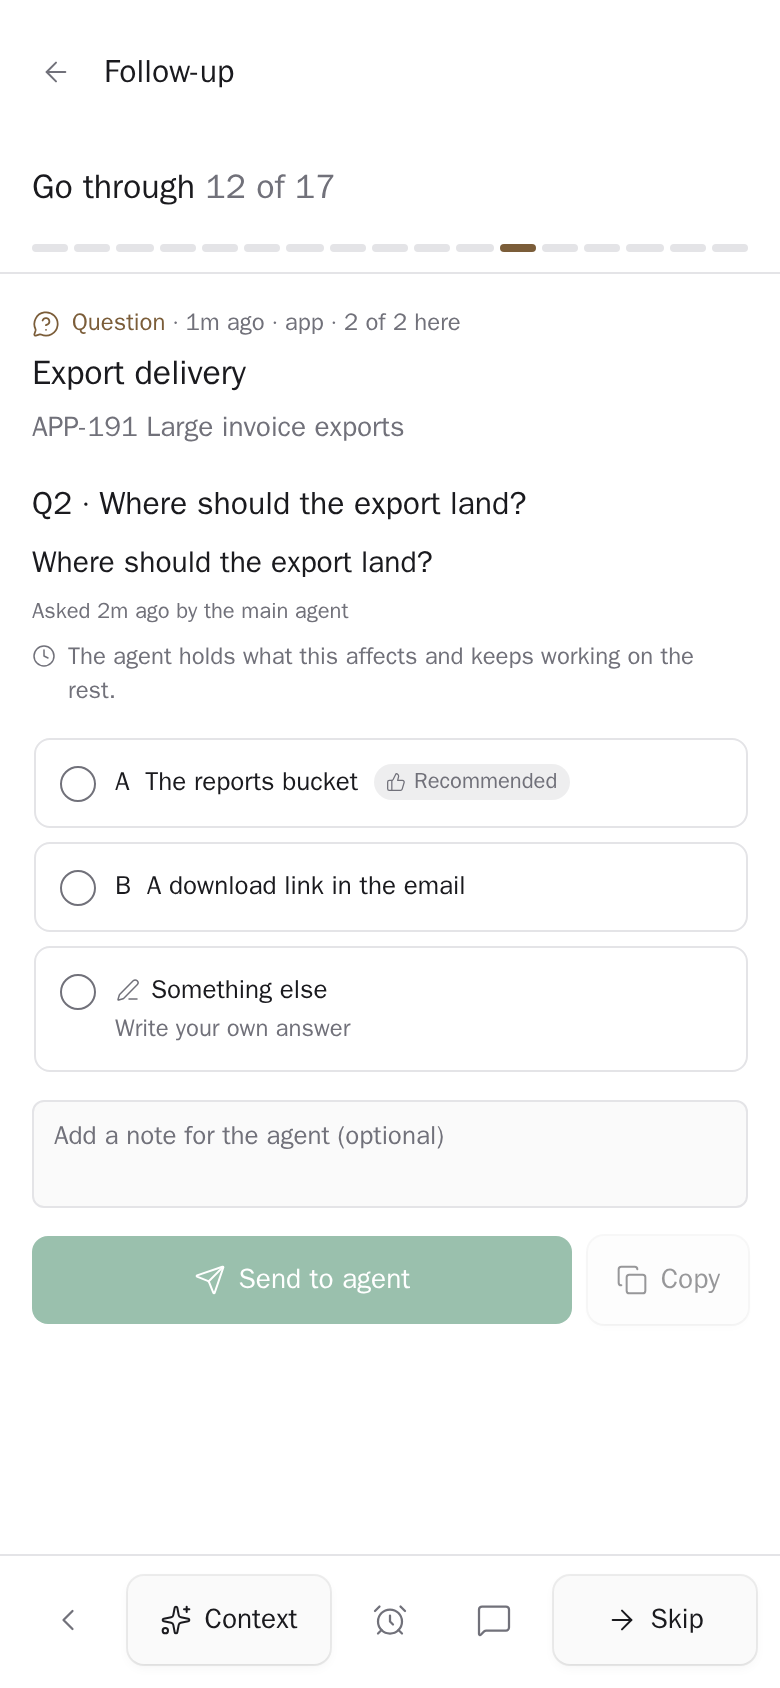 Follow-up
Go through 12 of 17
Question · 1m ago · app · 2 of 2 here
Export delivery
APP-191 Large invoice exports
Q2 · Where should the export land?
Where should the export land?
Asked 2m ago by the main agent
The agent holds what this affects and keeps working on the
rest.
A The reports bucket Recommended
B A download link in the email
Something else
Write your own answer
Add a note for the agent (optional)
Send to agent
Copy
Context
Skip